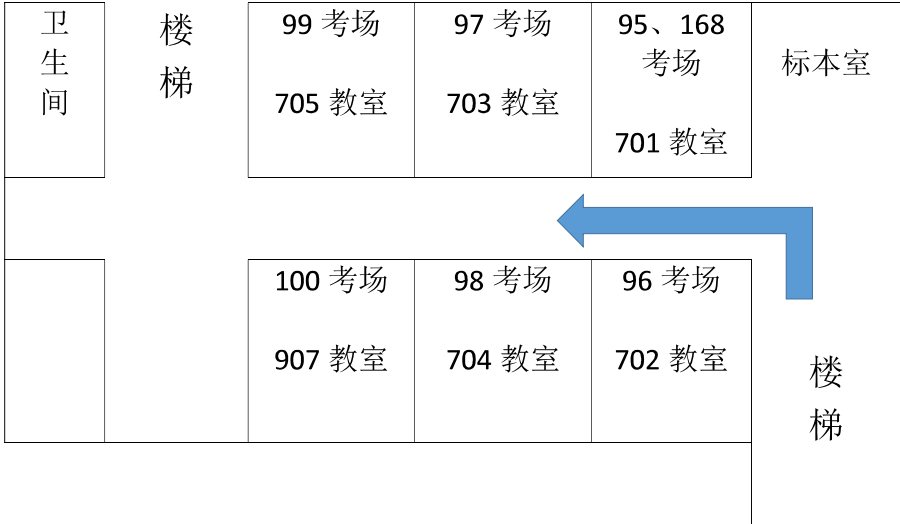 卫
生
间
楼
梯
99 考场
705 教室
97 考场
703 教室
95、168
考场
701 教室
标本室
100 考场
907 教室
98 考场
704 教室
96 考场
702 教室
楼
梯